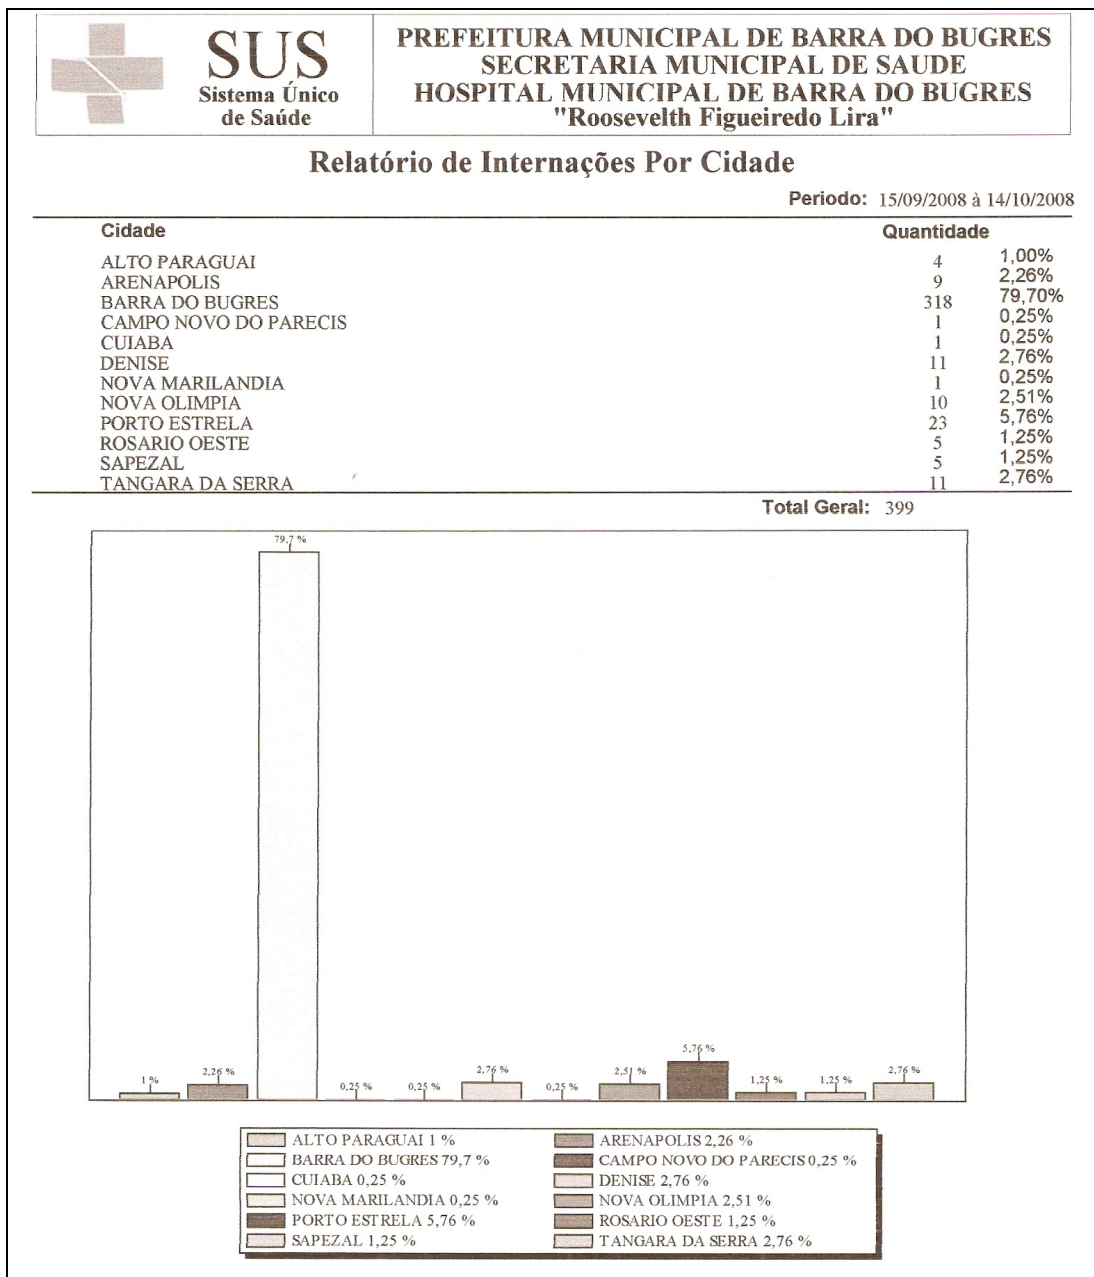 SUS
Sistema Único
de Saúde
PREFEITURA MUNICIPAL DE BARRA DO BUGRES
SECRETARIA MUNICIPAL DE SAUDE
HOSPITAL MUNICIPAL DE BARRA DO BUGRES
"Roosevelth Figueiredo Lira"
Relatório de Internações Por Cidade
Periodo: 15/09/2008 à 14/10/2008
Cidade Quantidade
ALTO PARAGUAI 4 1,00%
ARENAPOLIS 9 2,26%
BARRA DO BUGRES 318 79,70%
CAMPO NOVO DO PARECIS 1 0,25%
CUIABA 1 0,25%
DENISE 11 2,76%
NOVA MARILANDIA 1 0,25%
NOVA OLIMPIA 10 2,51%
PORTO ESTRELA 23 5,76%
ROSARIO OESTE 5 1,25%
SAPEZAL 5 1,25%
TANGARA DA SERRA 11 2,76%
Total Geral: 399
79,7 %
1 % 2,26 % 0,25 % 0,25 % 2,76 % 0,25 % 2,51 % 5,76 % 1,25 % 1,25 % 2,76 %
ALTO PARAGUAI 1 % ARENAPOLIS 2,26 %
BARRA DO BUGRES 79,7 % CAMPO NOVO DO PARECIS 0,25 %
CUIABA 0,25 % DENISE 2,76 %
NOVA MARILANDIA 0,25 % NOVA OLIMPIA 2,51 %
PORTO ESTRELA 5,76 % ROSARIO OESTE 1,25 %
SAPEZAL 1,25 % TANGARA DA SERRA 2,76 %